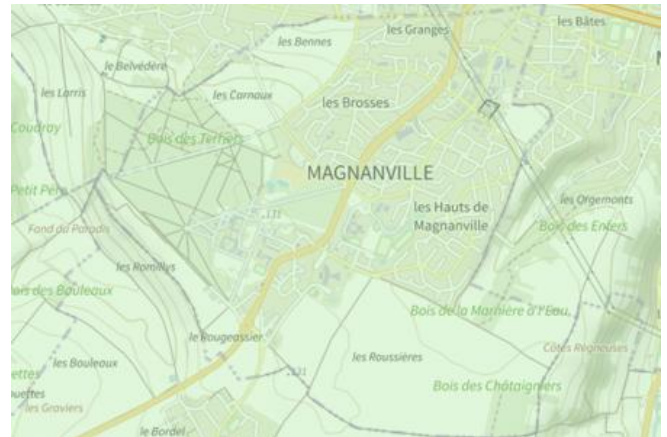 les Bâtes
les Granges
les Bennes
le Belvédère
les Larris
les Carnaux
les Brosses
Coudray
Bois des Terriers
MAGNANVILLE
Petit Père
les Orgemonts
les Hauts de
Magnanville
Fond du Paradis
Bois des Enfers
les Romillys
Bois des Bouleaux
Bois de la Marnière à l'Eau
le Rougeassier
Côtes Régneuses
les Bouleaux
les Roussières
131
Bois des Châtaigniers
les Graviers
le Bordel